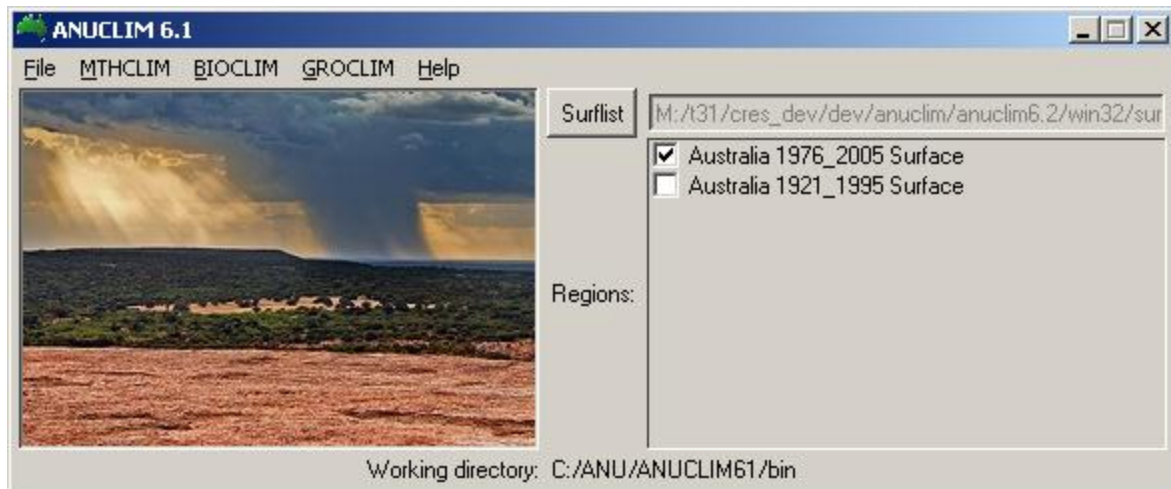 ANUCLIM 6.1
File MTHCLIM BIOCLIM GROCLIM Help
Surflist M:/t31/cres_dev/dev/anuclim/anuclim6.2/win32/sur
Australia 1976_2005 Surface
Australia 1921_1995 Surface
Regions:
Working directory: C:/ANU/ANUCLIM61/bin